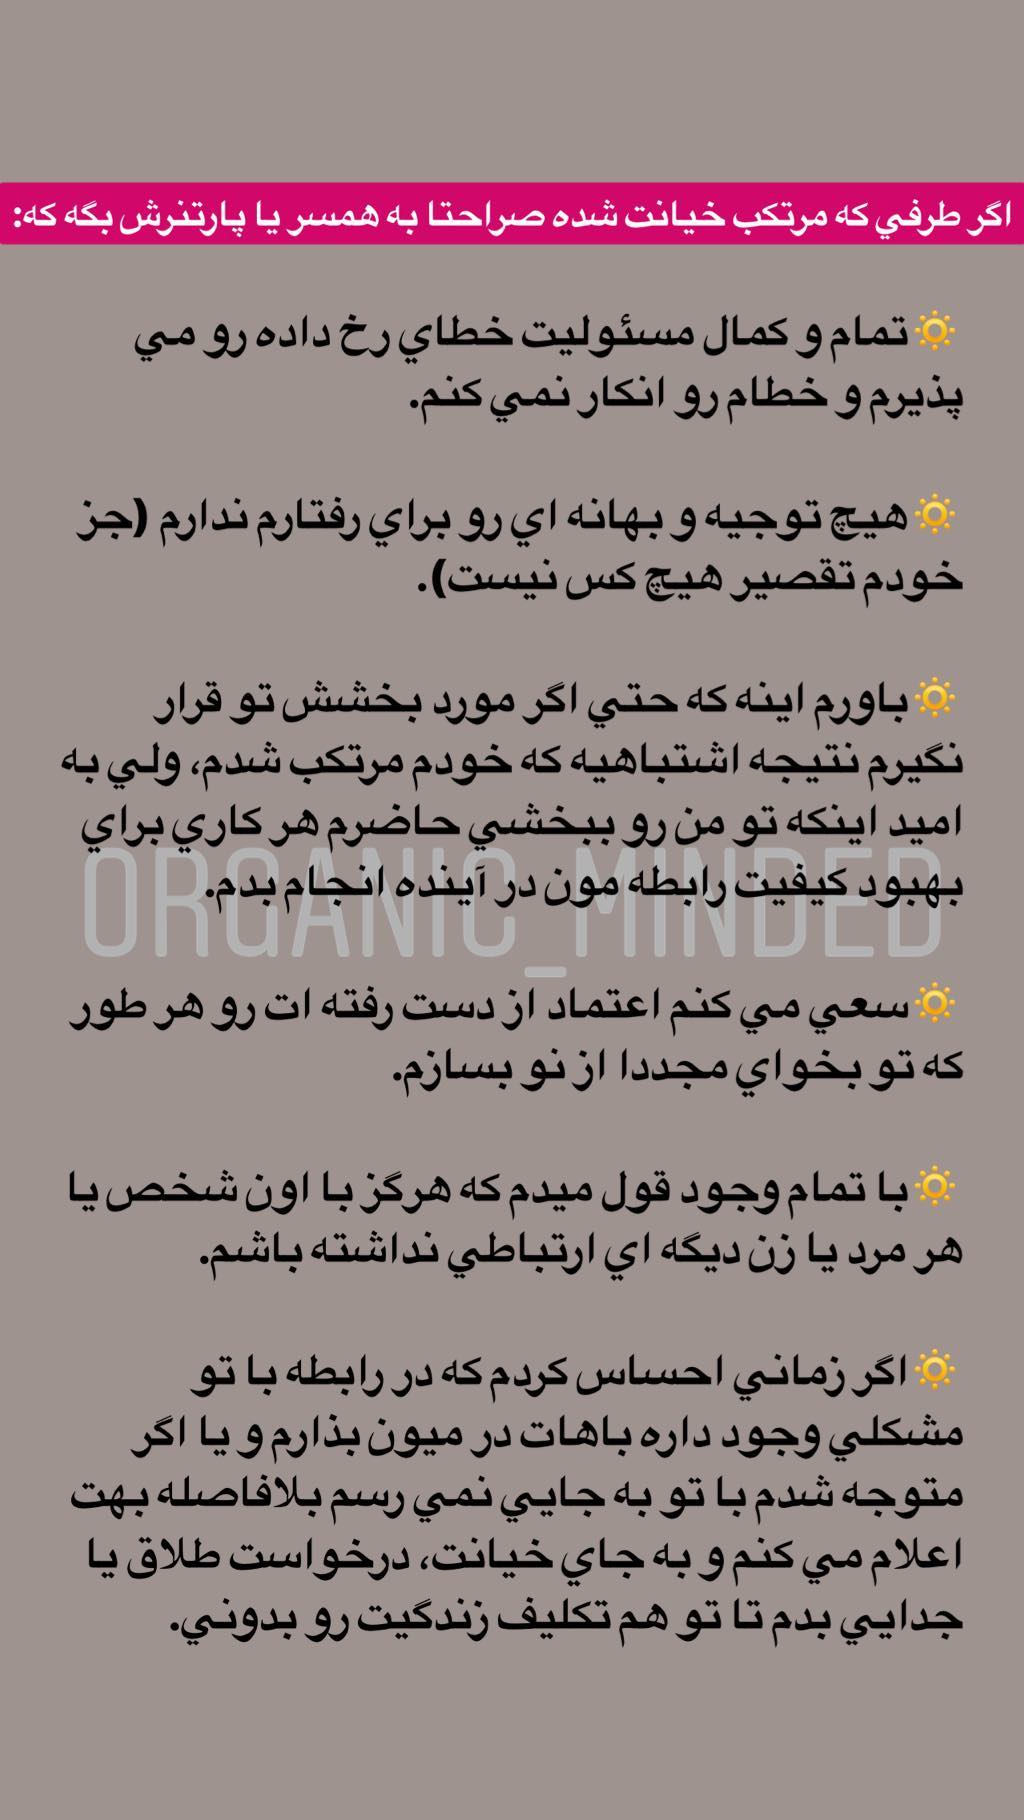 اگر طرفي كه مرتكب خيانت شده صراحتا به همسر يا پارتنرش بگه كه:
🔅تمام و كمال مسئوليت خطاي رخ داده رو مي
پذيرم و خطام رو انكار نمي كنم.
🔅هيچ توجيه و بهانه اي رو براي رفتارم ندارم (جز
خودم تقصير هيچ كس نيست).
🔅باورم اينه كه حتي اگر مورد بخشش تو قرار
نگيرم نتيجه اشتباهيه كه خودم مرتكب شدم، ولي به
اميد اينكه تو من رو ببخشي حاضرم هر كاري براي
بهبود كيفيت رابطه مون در آينده انجام بدم.
ORGANIC_MINDED
🔅سعي مي كنم اعتماد از دست رفته ات رو هر طور
كه تو بخواي مجددا از نو بسازم.
🔅با تمام وجود قول ميدم كه هرگز با اون شخص يا
هر مرد يا زن ديگه اي ارتباطي نداشته باشم.
🔅اگر زماني احساس كردم كه در رابطه با تو
مشكلي وجود داره باهات در ميون بذارم و يا اگر
متوجه شدم با تو به جايي نمي رسم بلافاصله بهت
اعلام مي كنم و به جاي خيانت، درخواست طلاق يا
جدايي بدم تا تو هم تكليف زندگيت رو بدوني.